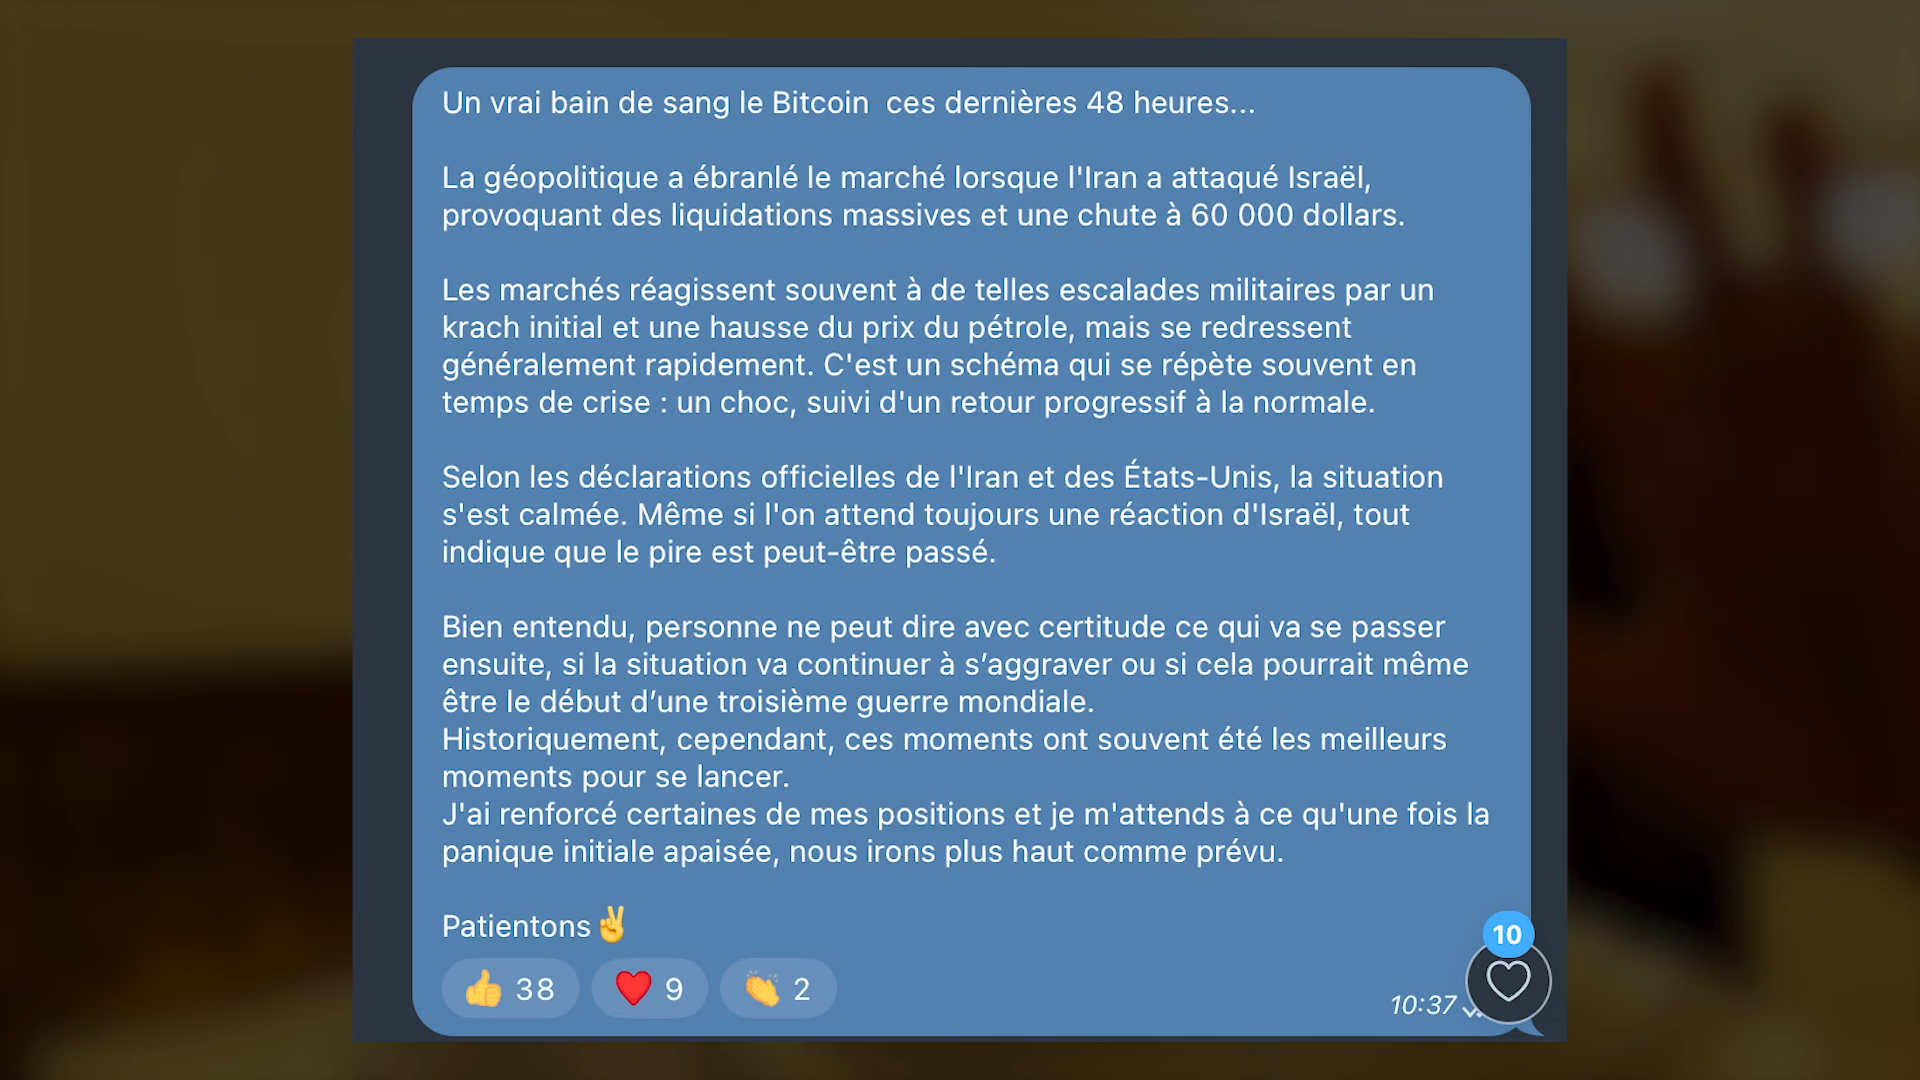 Un vrai bain de sang le Bitcoin  ces dernières 48 heures...
La géopolitique a ébranlé le marché lorsque l'Iran a attaqué Israël,
provoquant des liquidations massives et une chute à 60 000 dollars.
Les marchés réagissent souvent à de telles escalades militaires par un
krach initial et une hausse du prix du pétrole, mais se redressent
généralement rapidement. C'est un schéma qui se répète souvent en
temps de crise : un choc, suivi d'un retour progressif à la normale.
Selon les déclarations officielles de l'Iran et des États-Unis, la situation
s'est calmée. Même si l'on attend toujours une réaction d'Israël, tout
indique que le pire est peut-être passé.
Bien entendu, personne ne peut dire avec certitude ce qui va se passer
ensuite, si la situation va continuer à s’aggraver ou si cela pourrait même
être le début d’une troisième guerre mondiale.
Historiquement, cependant, ces moments ont souvent été les meilleurs
moments pour se lancer.
J'ai renforcé certaines de mes positions et je m'attends à ce qu'une fois la
panique initiale apaisée, nous irons plus haut comme prévu.
Patientons✌️
👍 38 ❤️ 9 👏 2
10:37
10